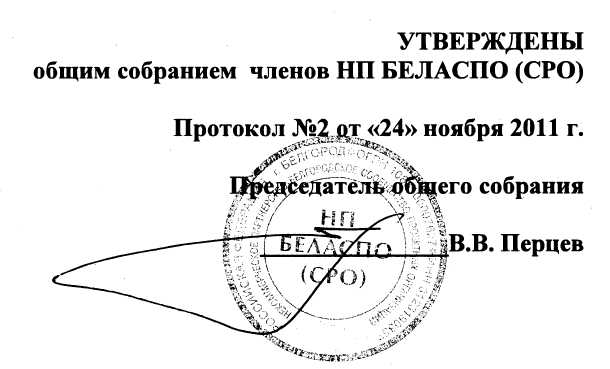 УТВЕРЖДЕНЫ
общим собранием членов НП БЕЛАСПО (СРО)
Протокол №2 от «24» ноября 2011 г.
Председатель общего собрания
В.В. Перцев
г. БЕЛГОРОД
НП
БЕЛАСПО
(СРО)